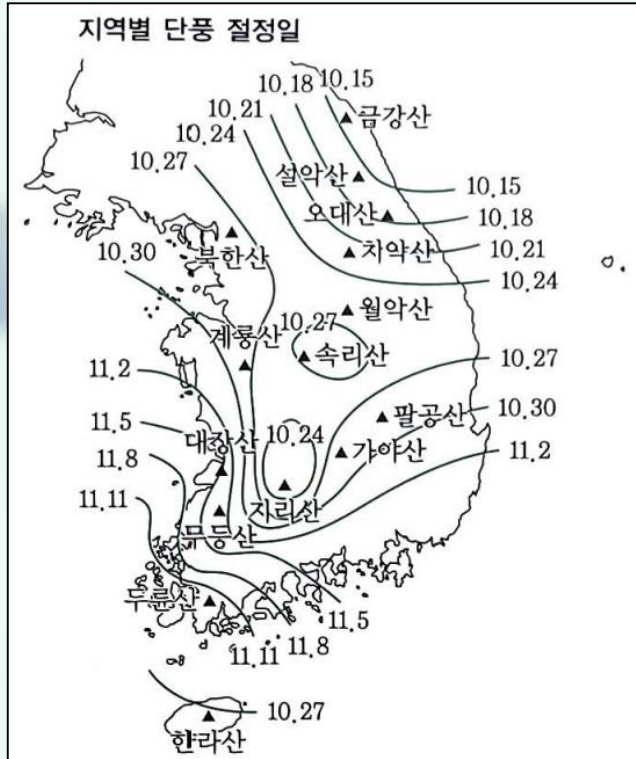 지역별 단풍 절정일
10.18 10.15
10.21
10.24
금강산
10.27
설악산
10.15
오대산
10.18
북한산
치악산
10.21
10.30
10.24
월악산
계룡산
10.27
속리산
11.2
10.27
11.5
팔공산
10.30
대장산
10.24
11.8
가야산
11.2
지리산
11.11
무등산
두륜산
11.5
11.8
11.11
10.27
한라산